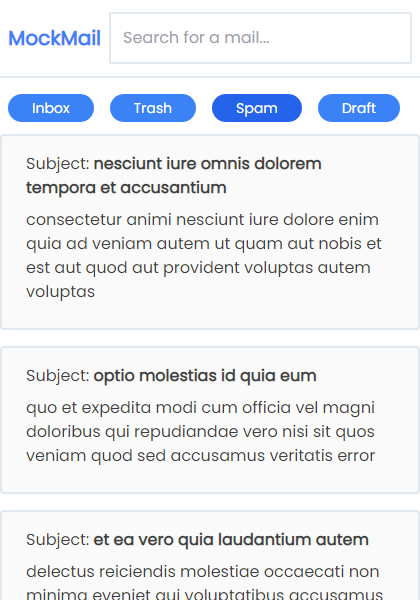 MockMail
Search for a mail...
Inbox
Trash
Spam
Draft
Subject: nesciunt iure omnis dolorem
tempora et accusantium
consectetur animi nesciunt iure dolore enim
quia ad veniam autem ut quam aut nobis et
est aut quod aut provident voluptas autem
voluptas
Subject: optio molestias id quia eum
quo et expedita modi cum officia vel magni
doloribus qui repudiandae vero nisi sit quos
veniam quod sed accusamus veritatis error
Subject: et ea vero quia laudantium autem
delectus reiciendis molestiae occaecati non
minima eveniet qui voluptatibus accusamus